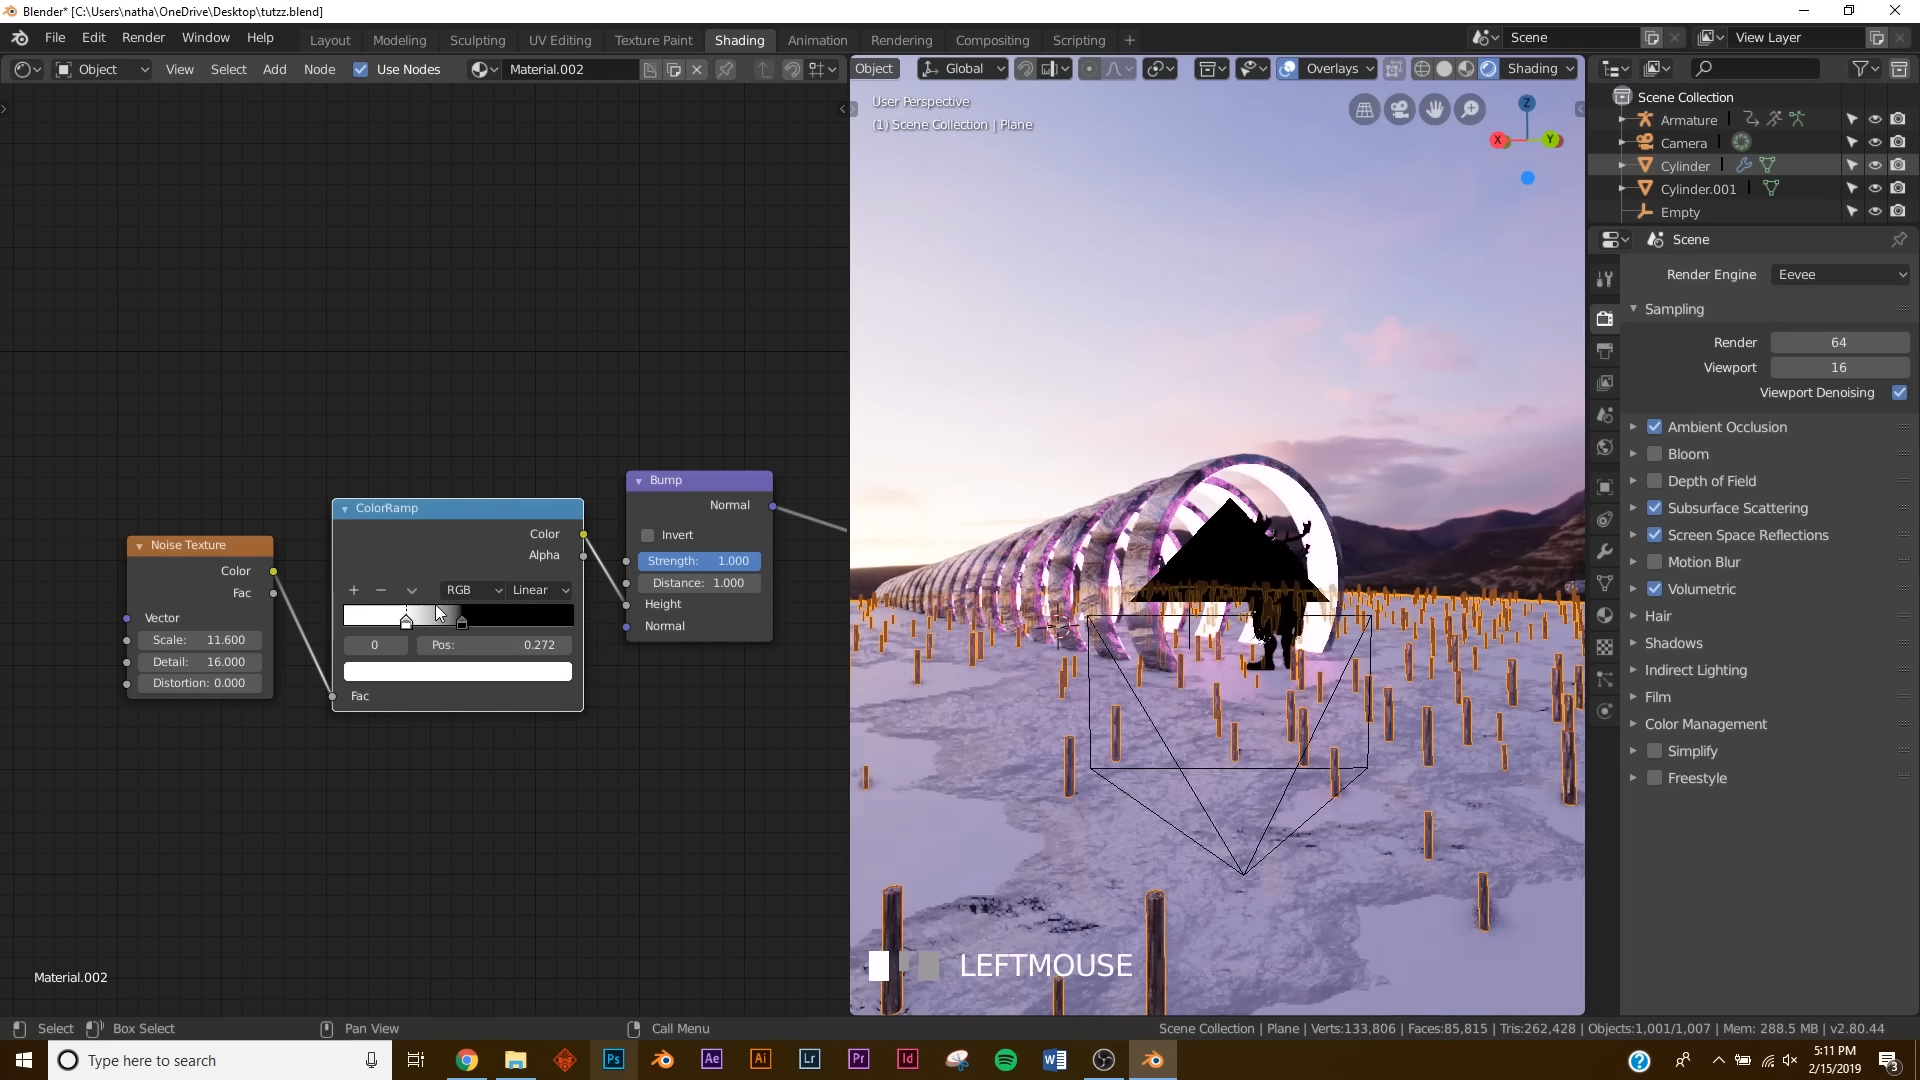 Blender* [C:\Users\natha\OneDrive\Desktop\tutzz.blend]
File Edit Render Window Help
Layout Modeling Sculpting UV Editing Texture Paint Shading Animation Rendering Compositing Scripting +
Scene View Layer
Object View Select Add Node Use Nodes Material.002
Object Global Overlays Shading
User Perspective
(1) Scene Collection | Plane
Z
X
Y
Scene Collection
Armature
Camera
Cylinder
Cylinder.001
Empty
Scene
Render Engine Eevee
Sampling
Render 64
Viewport 16
Viewport Denoising
Ambient Occlusion
Bloom
Depth of Field
Subsurface Scattering
Screen Space Reflections
Motion Blur
Volumetric
Hair
Shadows
Indirect Lighting
Film
Color Management
Simplify
Freestyle
Noise Texture
Color
Fac
Vector
Scale: 11.600
Detail: 16.000
Distortion: 0.000
ColorRamp
Color
Alpha
RGB Linear
0 Pos: 0.272
Fac
Bump
Normal
Invert
Strength: 1.000
Distance: 1.000
Height
Normal
Material.002
LEFTMOUSE
Select Box Select Pan View Call Menu
Scene Collection | Plane | Verts:133,806 | Faces:85,815 | Tris:262,428 | Objects:1,001/1,007 | Mem: 288.5 MB | v2.80.44
Type here to search
Ps Ae Ai Lr Pr Id
5:11 PM
2/15/2019
3